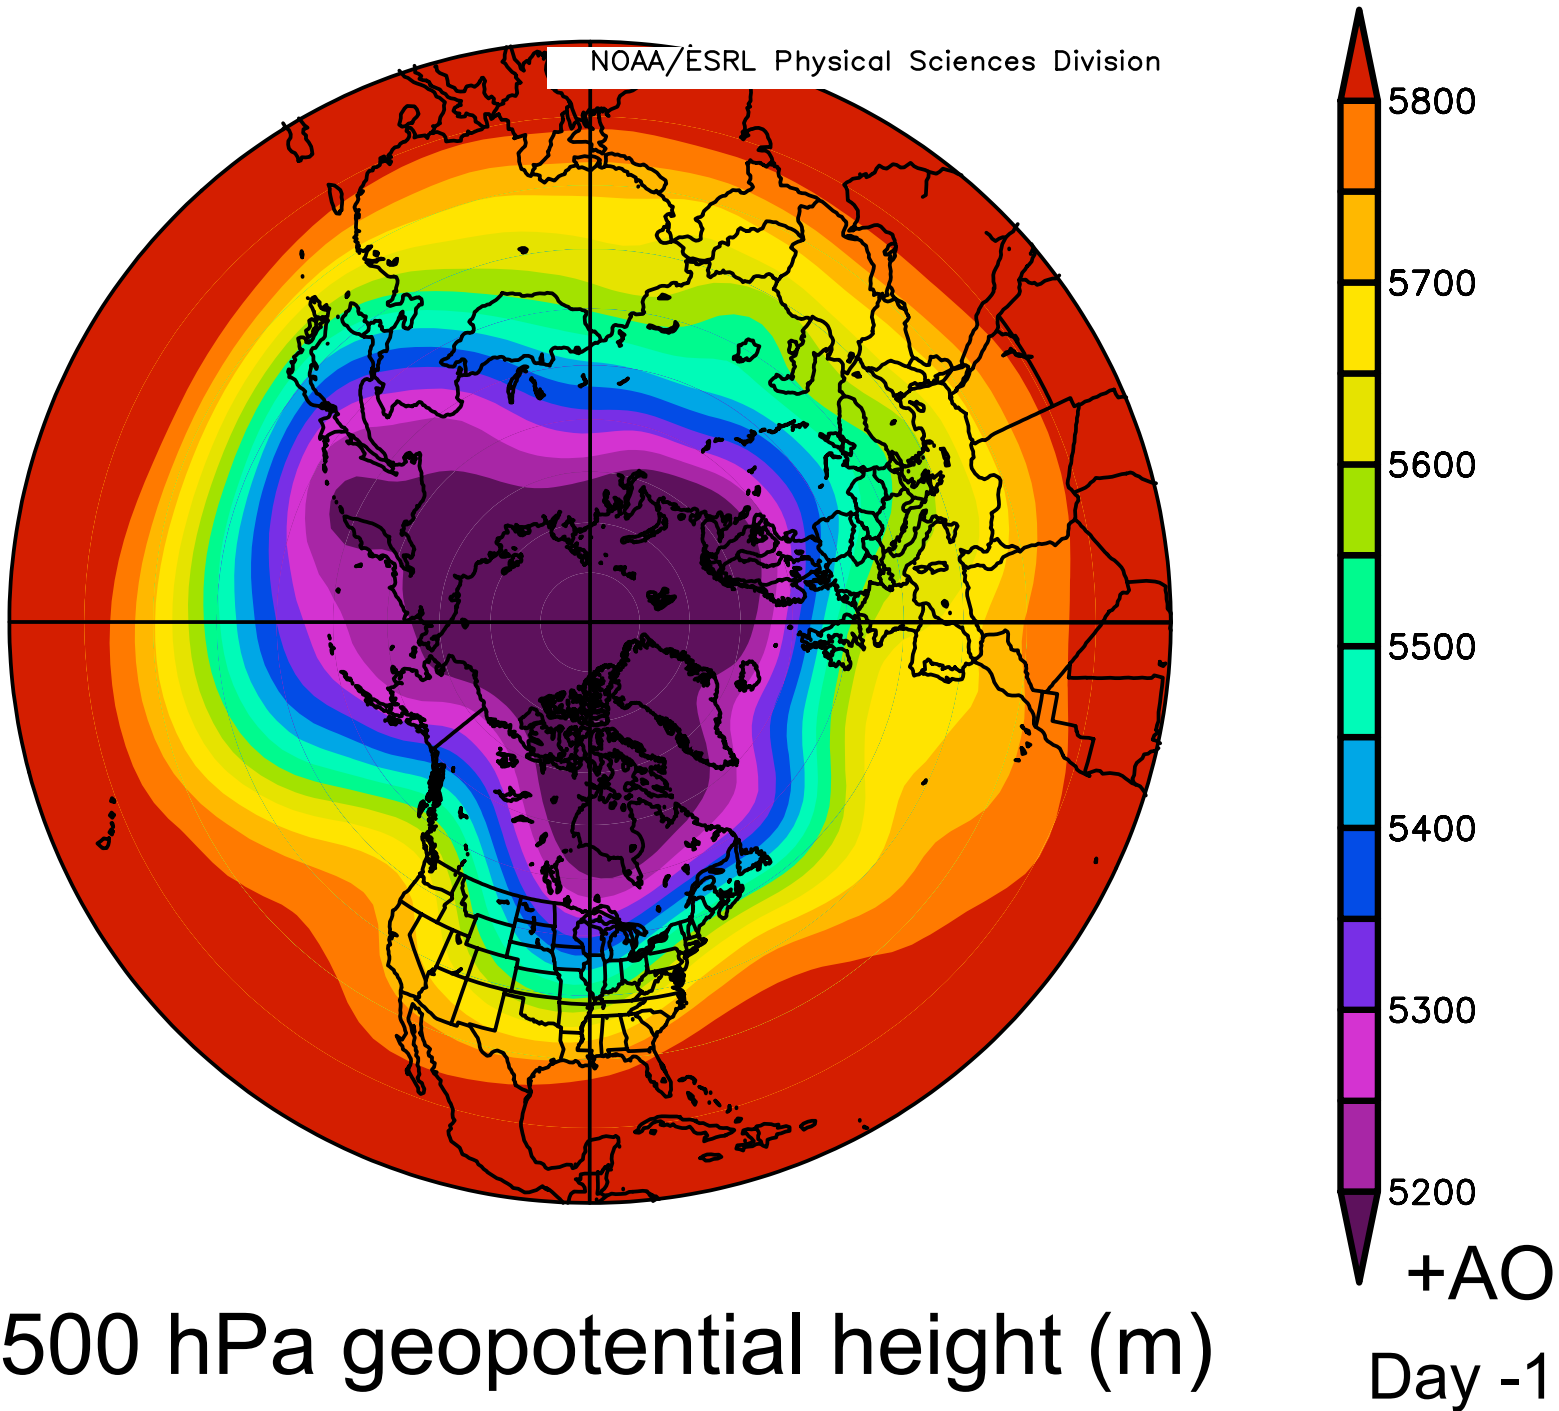 NOAA/ESRL Physical Sciences Division
5800
5700
5600
5500
5400
5300
5200
+AO
500 hPa geopotential height (m)
Day -1